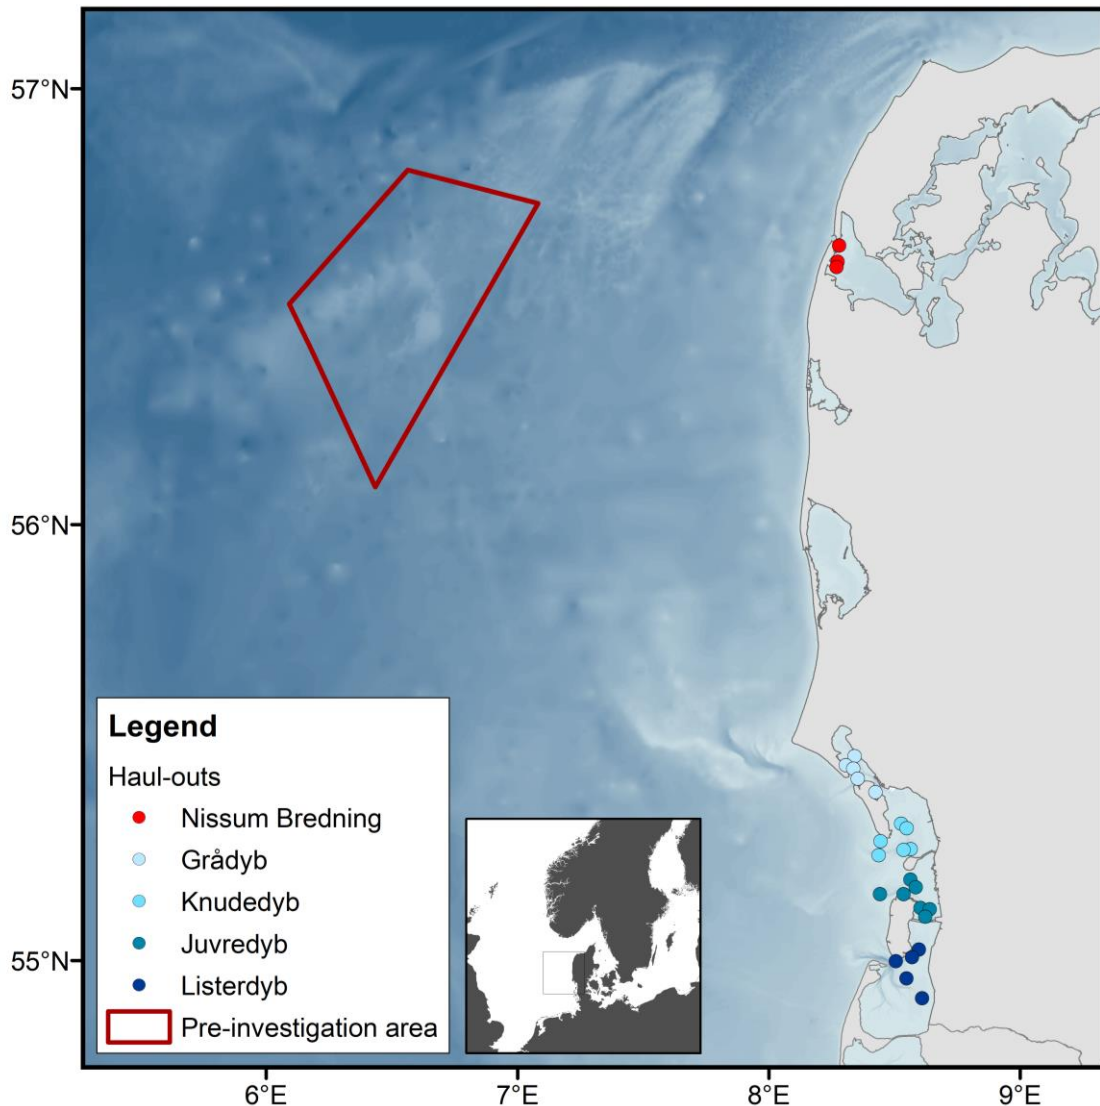 57°N
56°N
55°N
Legend
Haul-outs
Nissum Bredning
Grådyb
Knudedyb
Juvredyb
Listerdyb
Pre-investigation area
6°E
7°E
8°E
9°E